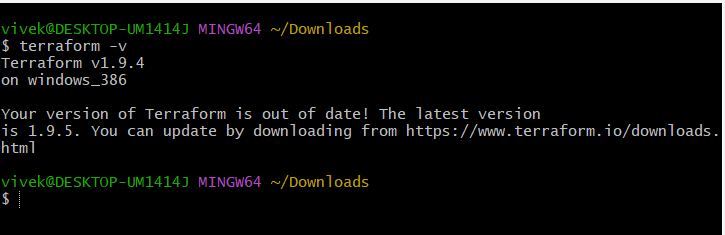 vivek@DESKTOP-UM1414J MINGW64 ~/Downloads
$ terraform -v
Terraform v1.9.4
on windows_386
Your version of Terraform is out of date! The latest version
is 1.9.5. You can update by downloading from https://www.terraform.io/downloads.
html
vivek@DESKTOP-UM1414J MINGW64 ~/Downloads
$